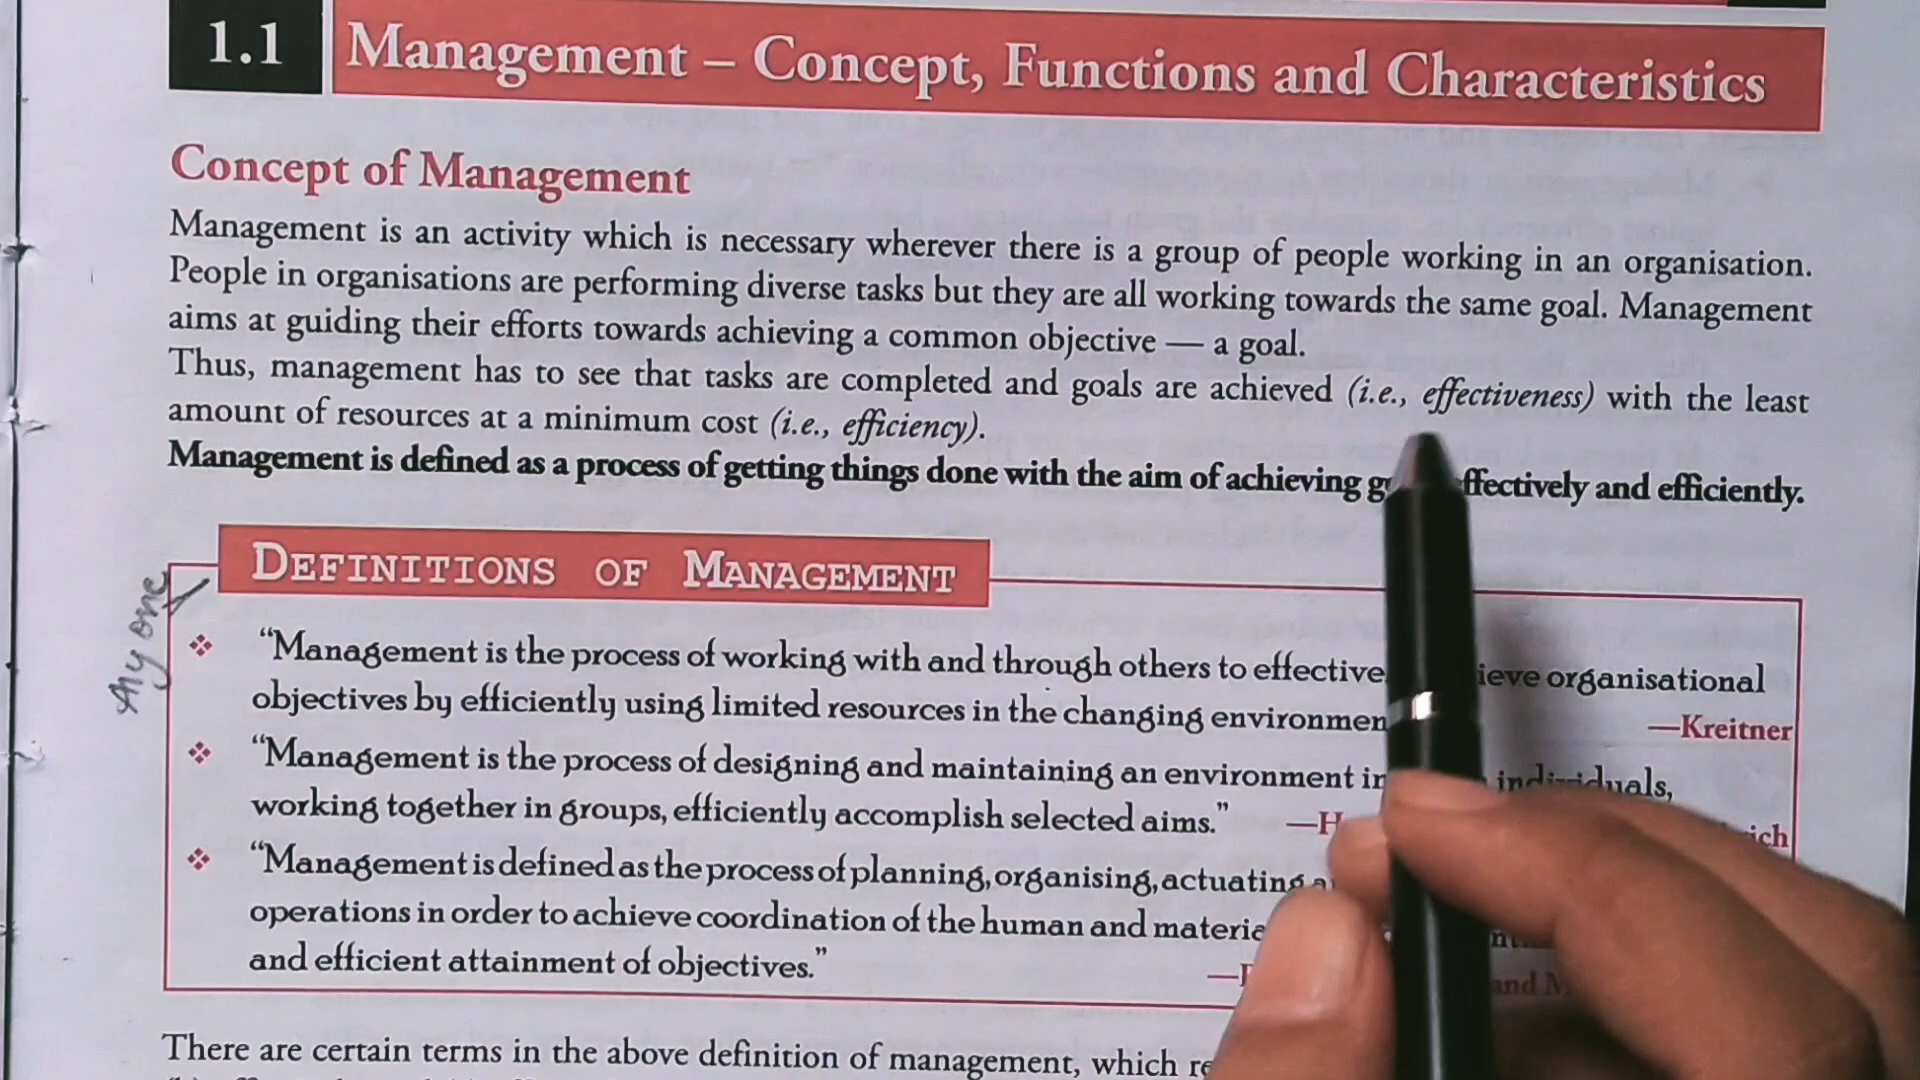 1.1 Management – Concept, Functions and Characteristics
Concept of Management
Management is an activity which is necessary wherever there is a group of people working in an organisation.
People in organisations are performing diverse tasks but they are all working towards the same goal. Management
aims at guiding their efforts towards achieving a common objective — a goal.
Thus, management has to see that tasks are completed and goals are achieved (i.e., effectiveness) with the least
amount of resources at a minimum cost (i.e., efficiency).
Management is defined as a process of getting things done with the aim of achieving and efficiently.
Any one
DEFINITIONS OF MANAGEMENT
❖ “Management is the process of working with and through others to organisational
objectives by efficiently using limited resources in the changing
—Kreitner
❖ “Management is the process of designing and maintaining an environment individuals,
working together in groups, efficiently accomplish selected aims.”
❖ “Management is defined as the process of planning, organising, actuating
operations in order to achieve coordination of the human and
and efficient attainment of objectives.” and
There are certain terms in the above definition of management, which